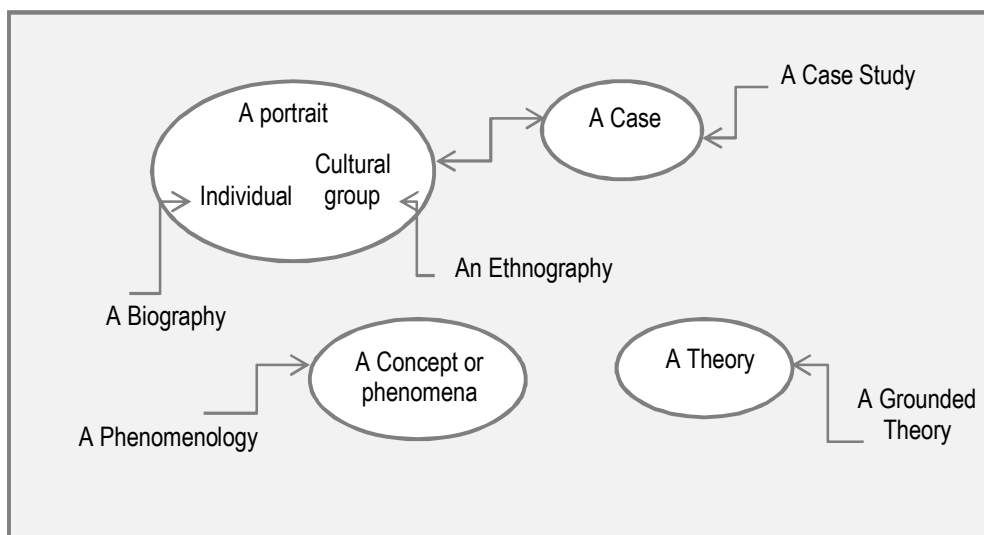 A portrait
Individual
Cultural
group
A Case
A Case Study
A Biography
An Ethnography
A Concept or
phenomena
A Phenomenology
A Theory
A Grounded
Theory